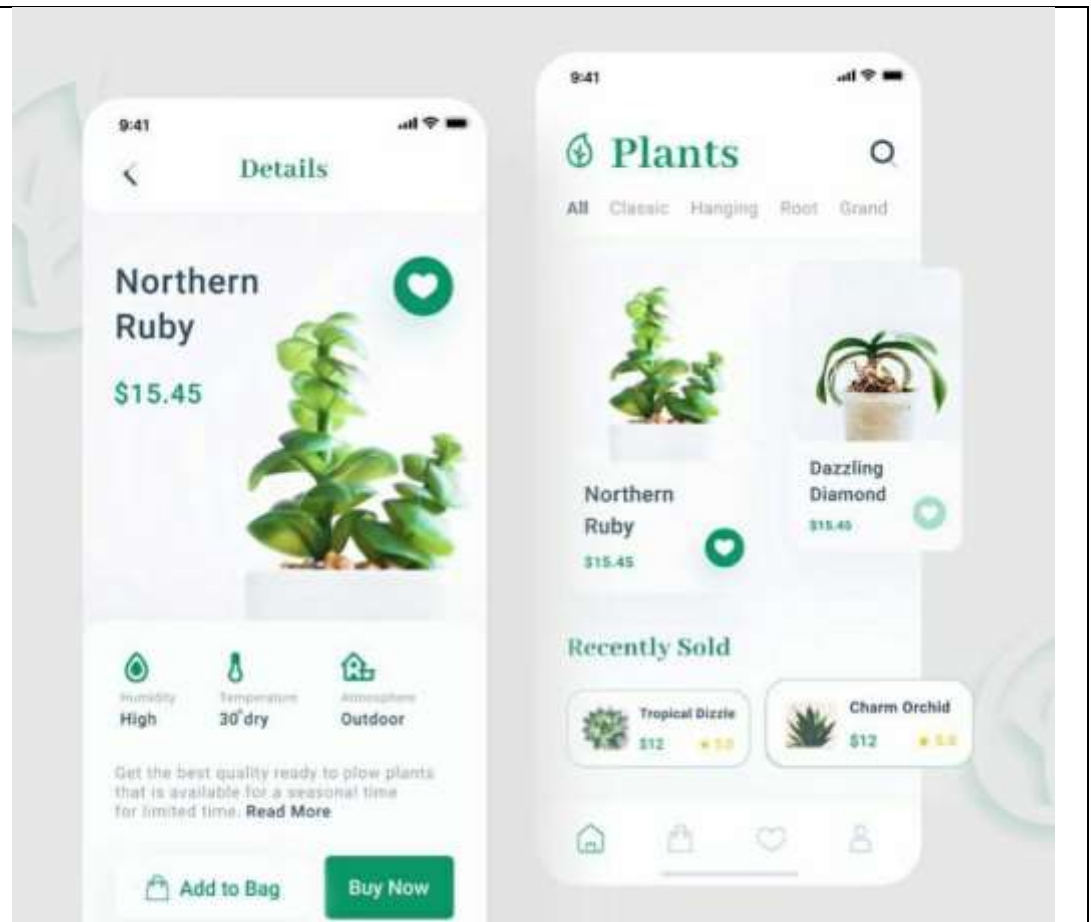 9:41
Details
Northern
Ruby
$15.45
Humidity
Temperature
Atmosphere
High
30°dry
Outdoor
Get the best quality ready to plow plants
that is available for a seasonal time
for limited time. Read More
Add to Bag
Buy Now
9:41
Plants
All Classic Hanging Root Grand
Northern
Ruby
$15.45
Dazzling
Diamond
$15.45
Recently Sold
Tropical Dizzle
$12 5.0
Charm Orchid
$12 5.0